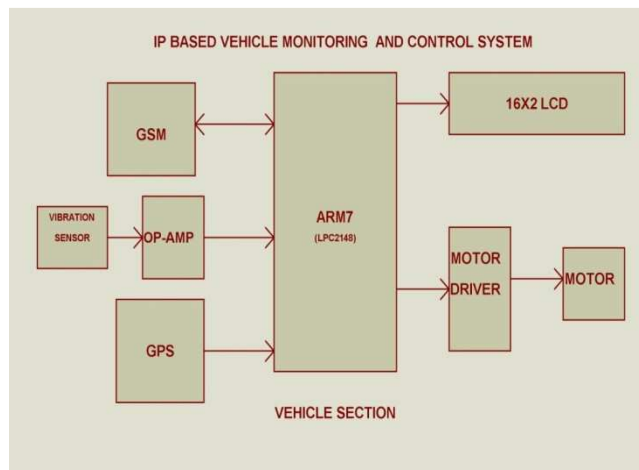 IP BASED VEHICLE MONITORING AND CONTROL SYSTEM
GSM
16X2 LCD
VIBRATION
SENSOR
OP-AMP
ARM7
(LPC2148)
MOTOR
DRIVER
MOTOR
GPS
VEHICLE SECTION